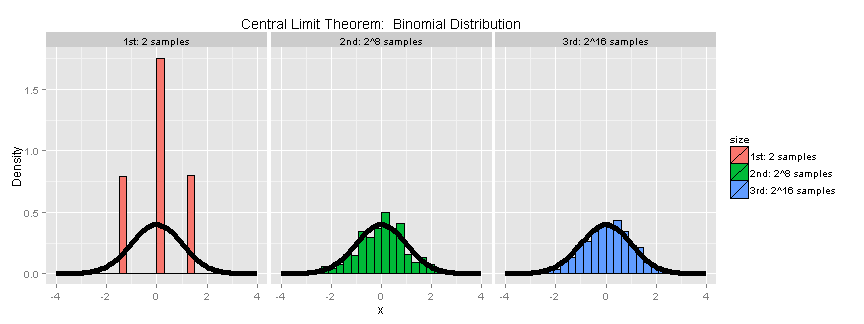 Central Limit Theorem:  Binomial Distribution
1st: 2 samples
2nd: 2^8 samples
3rd: 2^16 samples
Density
1.5
1.0
0.5
0.0
-4 -2 0 2 4
-4 -2 0 2 4
-4 -2 0 2 4
x
size
1st: 2 samples
2nd: 2^8 samples
3rd: 2^16 samples